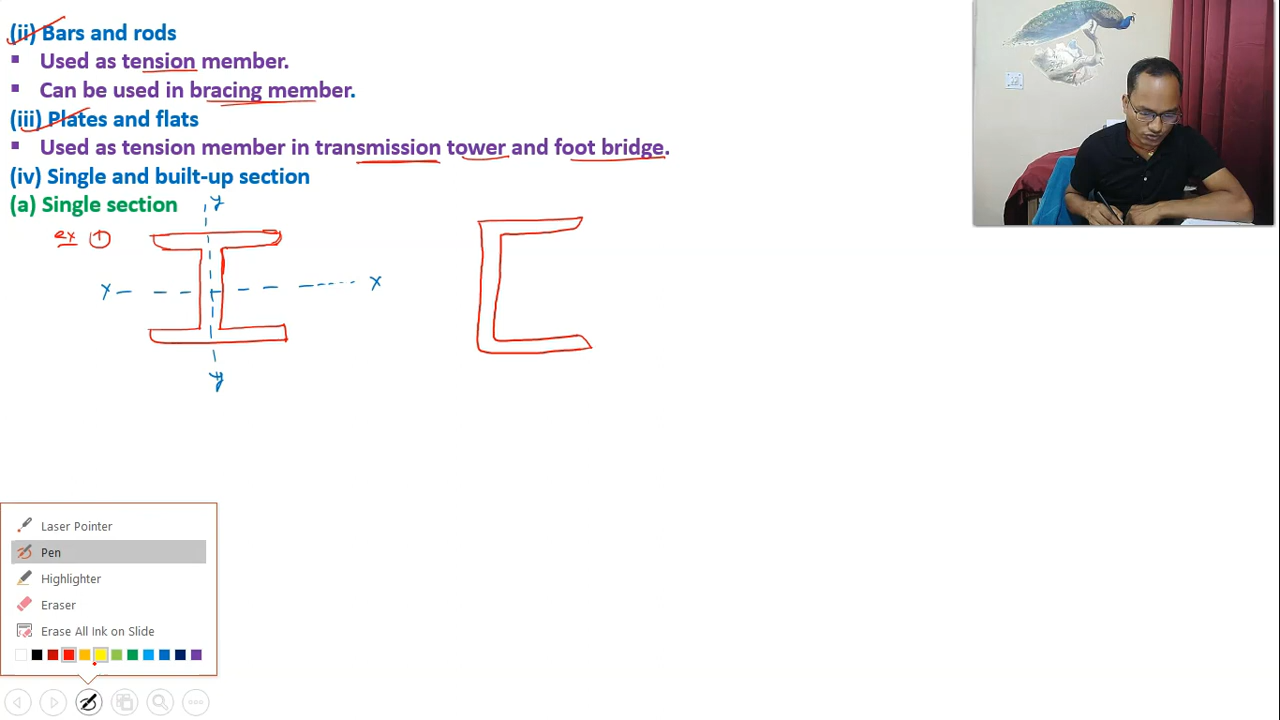 (ii) Bars and rods
▪ Used as tension member.
▪ Can be used in bracing member.
(iii) Plates and flats
▪ Used as tension member in transmission tower and foot bridge.
(iv) Single and built-up section
(a) Single section
y
ex ①
x x
y
Laser Pointer
Pen
Highlighter
Eraser
Erase All Ink on Slide